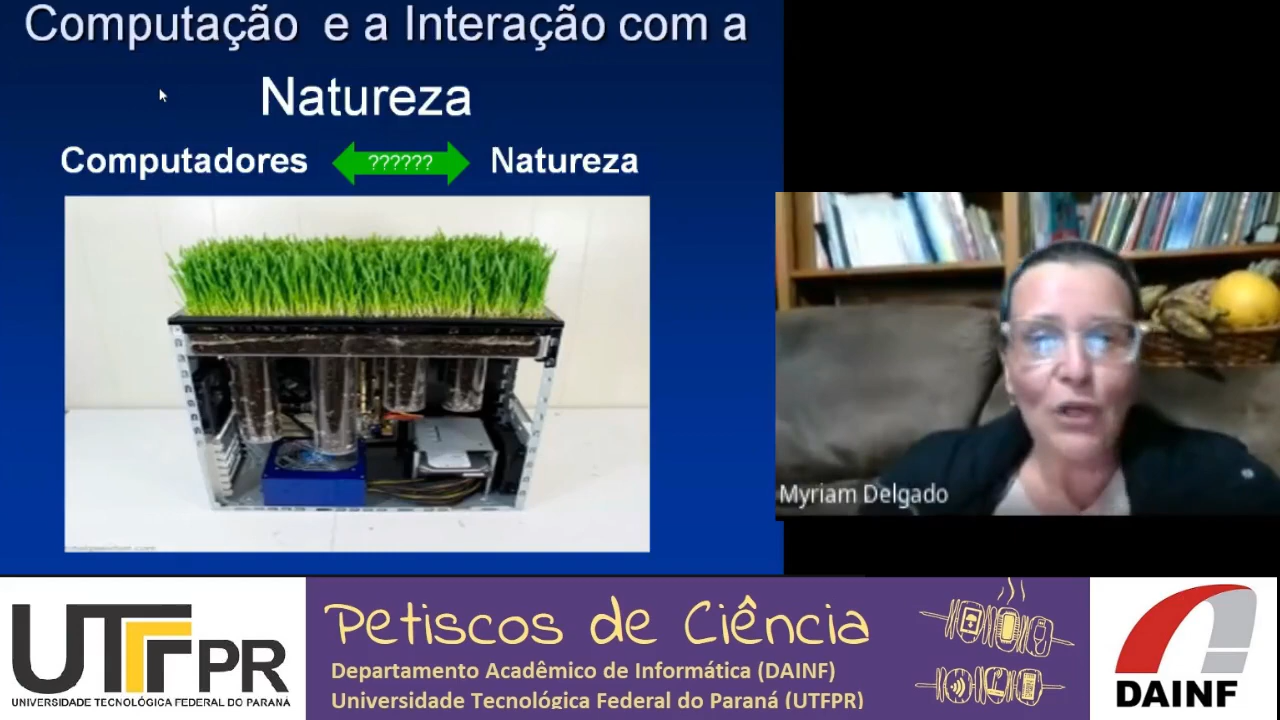 Computação e a Interação com a
Natureza
Computadores ?????? Natureza
Myriam Delgado
UTFPR
UNIVERSIDADE TECNOLÓGICA FEDERAL DO PARANÁ
Petiscos de Ciência
Departamento Acadêmico de Informática (DAINF)
Universidade Tecnológica Federal do Paraná (UTFPR)
DAINF